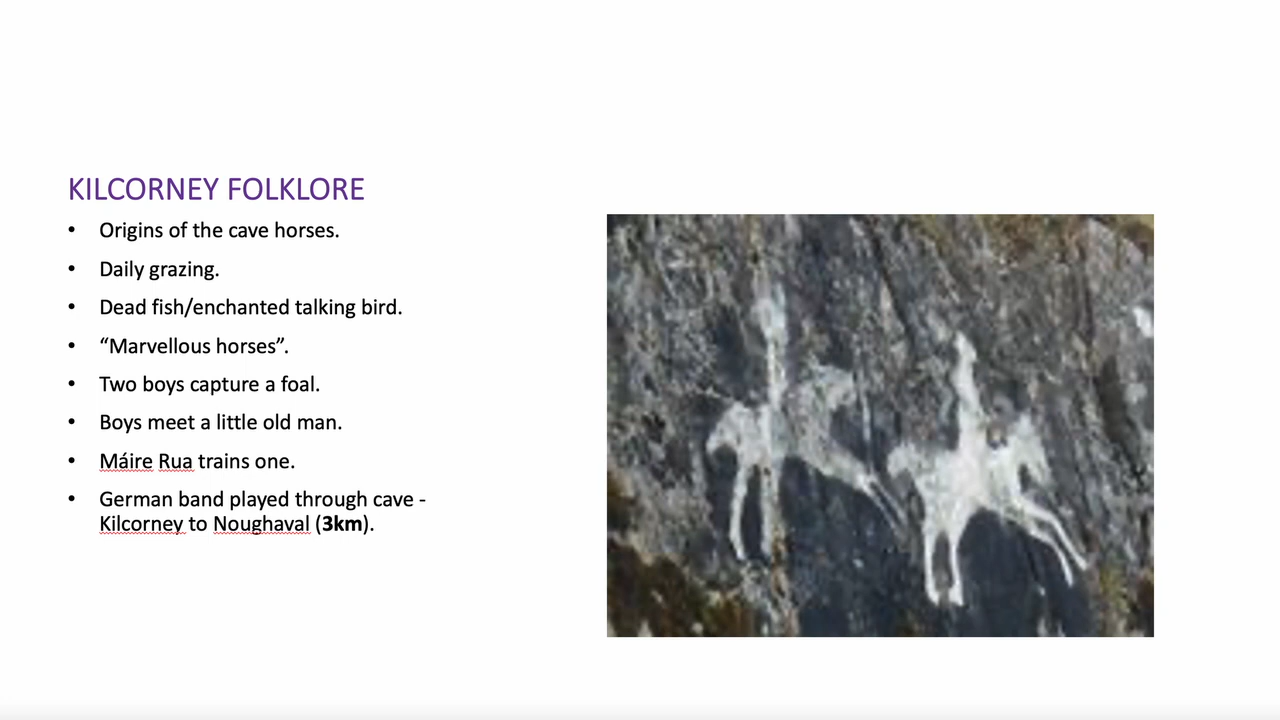 KILCORNEY FOLKLORE
• Origins of the cave horses.
• Daily grazing.
• Dead fish/enchanted talking bird.
• “Marvellous horses”.
• Two boys capture a foal.
• Boys meet a little old man.
• Máire Rua trains one.
• German band played through cave -
Kilcorney to Noughaval (3km).